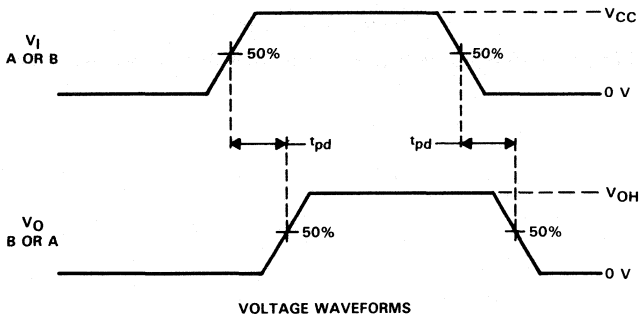 VCC
VI
A OR B
50%
50%
0 V
tpd
tpd
VOH
VO
B OR A
50%
50%
0 V
VOLTAGE WAVEFORMS